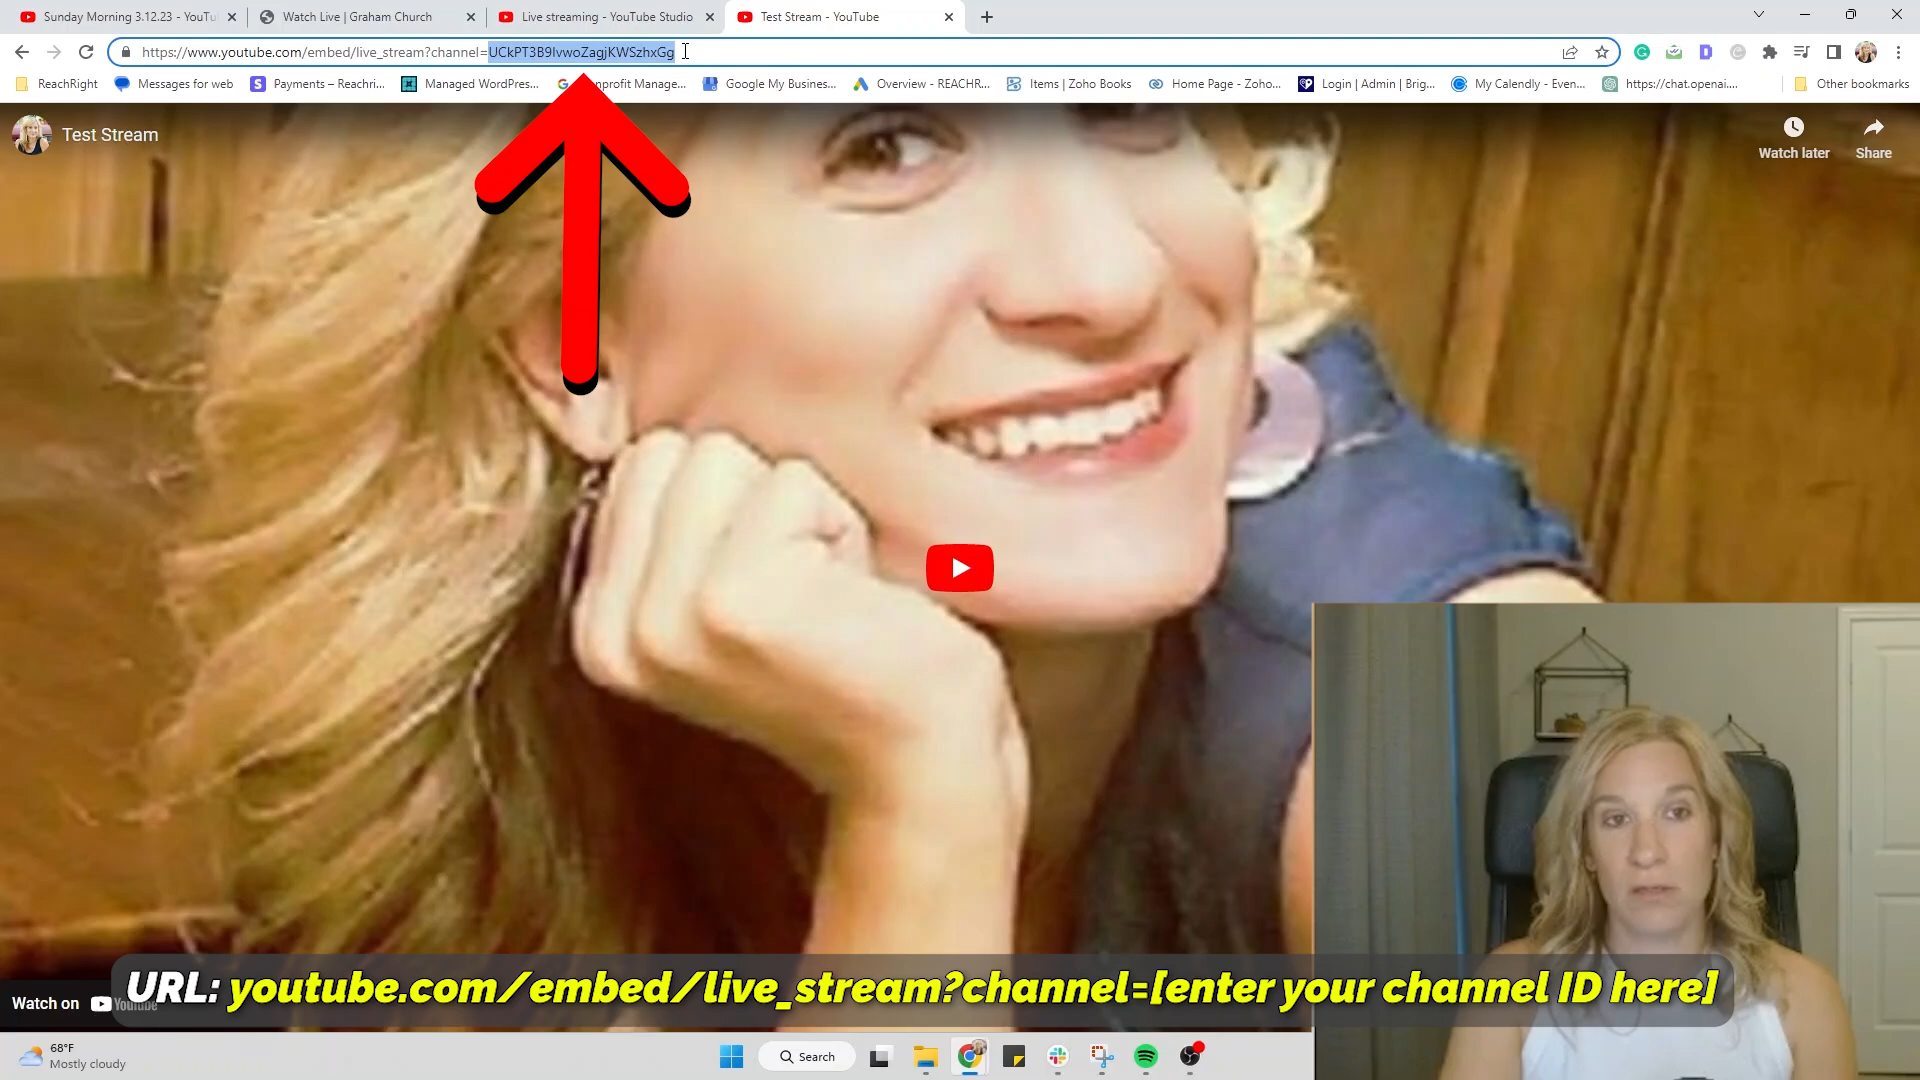 Sunday Morning 3.12.23 - YouTu
Watch Live | Graham Church
Live streaming - YouTube Studio
Test Stream - YouTube
https://www.youtube.com/embed/live_stream?channel=UCkPT3B9IvwoZagjKWSzhxGg
ReachRight
Messages for web
Payments – Reachri...
Managed WordPres...
nprofit Manage...
Google My Business...
Overview - REACHR...
Items | Zoho Books
Home Page - Zoho...
Login | Admin | Brig...
My Calendly - Even...
https://chat.openai....
Other bookmarks
Test Stream
Watch later
Share
URL: youtube.com/embed/live_stream?channel=[enter your channel ID here]
Watch on YouTube
68°F
Mostly cloudy
Search